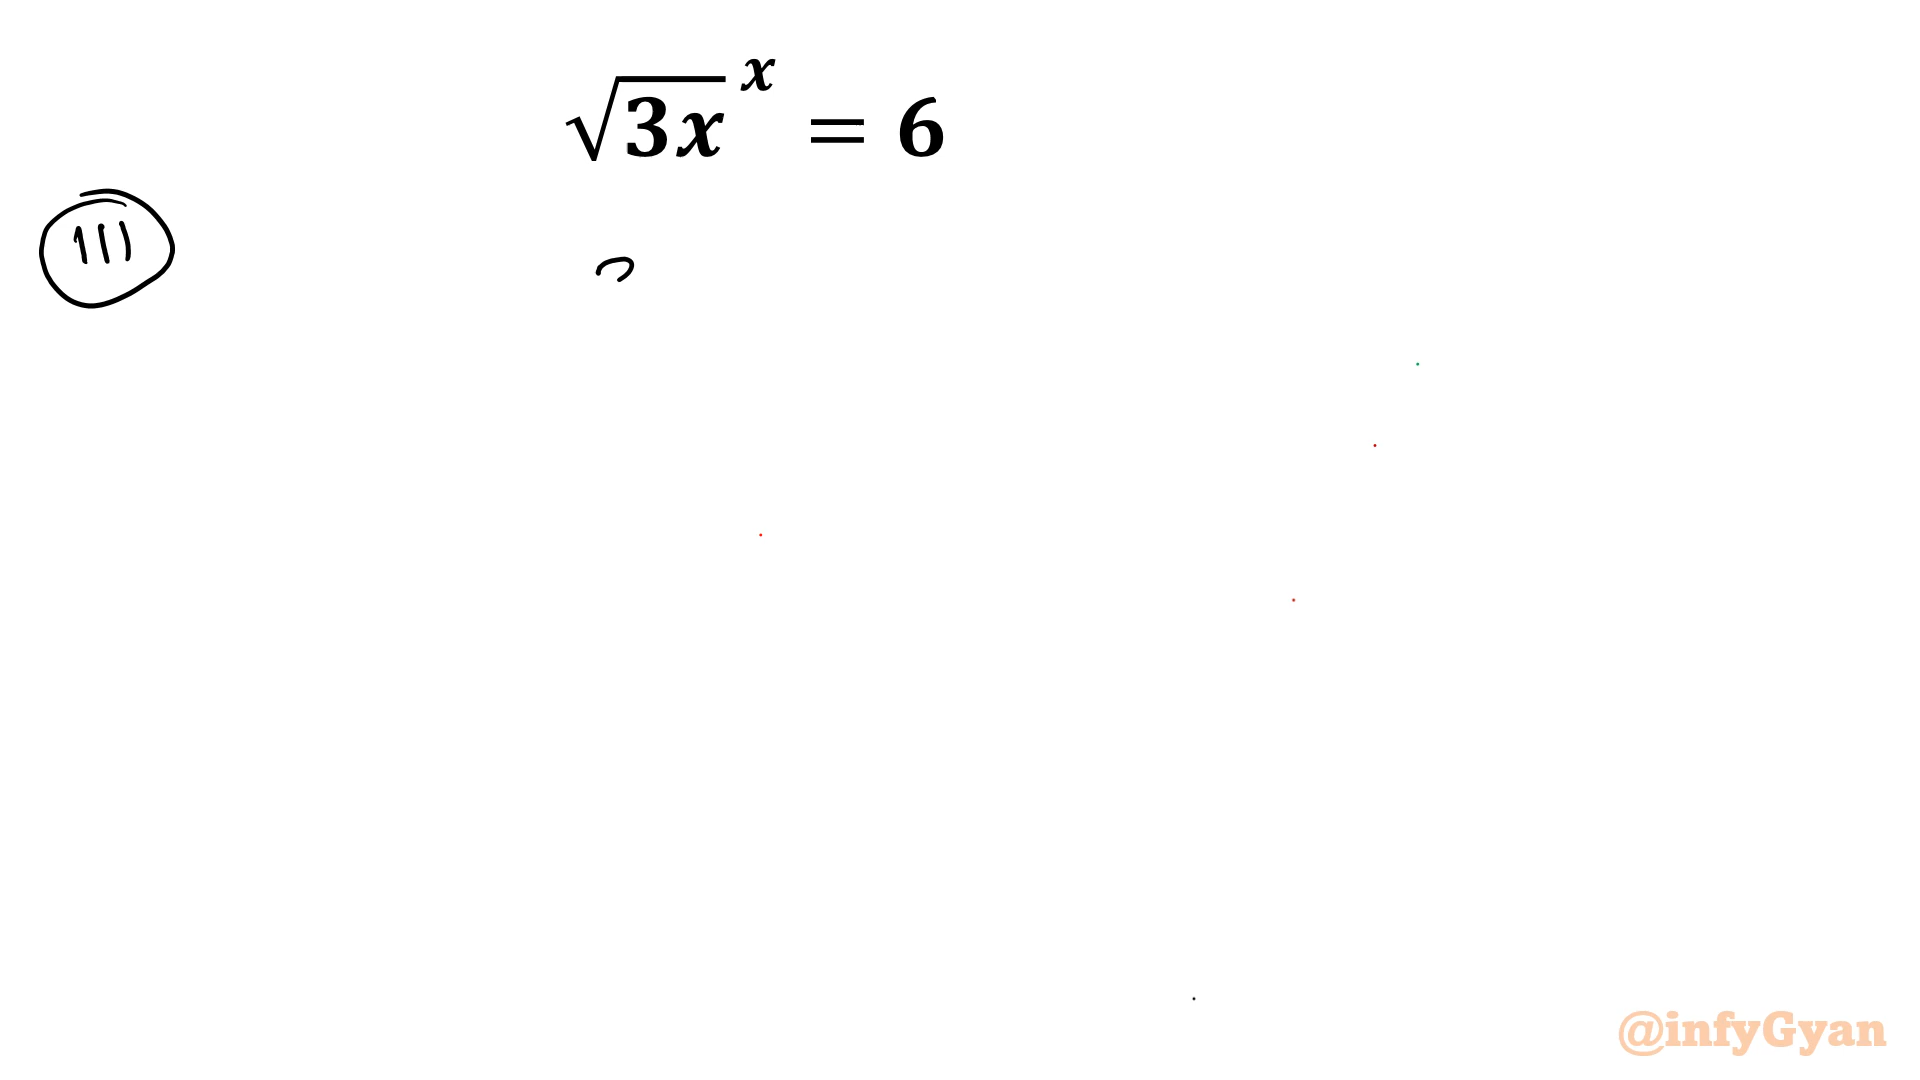 √3x^x = 6
111
@infyGyan